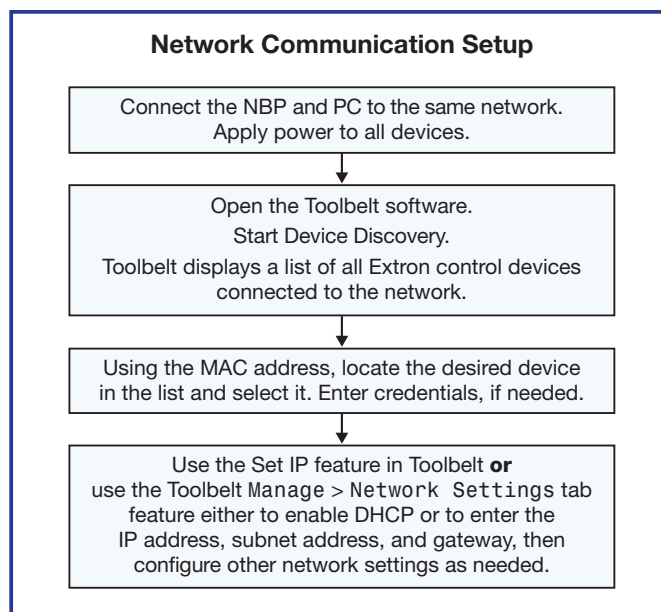 Network Communication Setup
Connect the NBP and PC to the same network.
Apply power to all devices.
Open the Toolbelt software.
Start Device Discovery.
Toolbelt displays a list of all Extron control devices
connected to the network.
Using the MAC address, locate the desired device
in the list and select it. Enter credentials, if needed.
Use the Set IP feature in Toolbelt or
use the Toolbelt Manage > Network Settings tab
feature either to enable DHCP or to enter the
IP address, subnet address, and gateway, then
configure other network settings as needed.